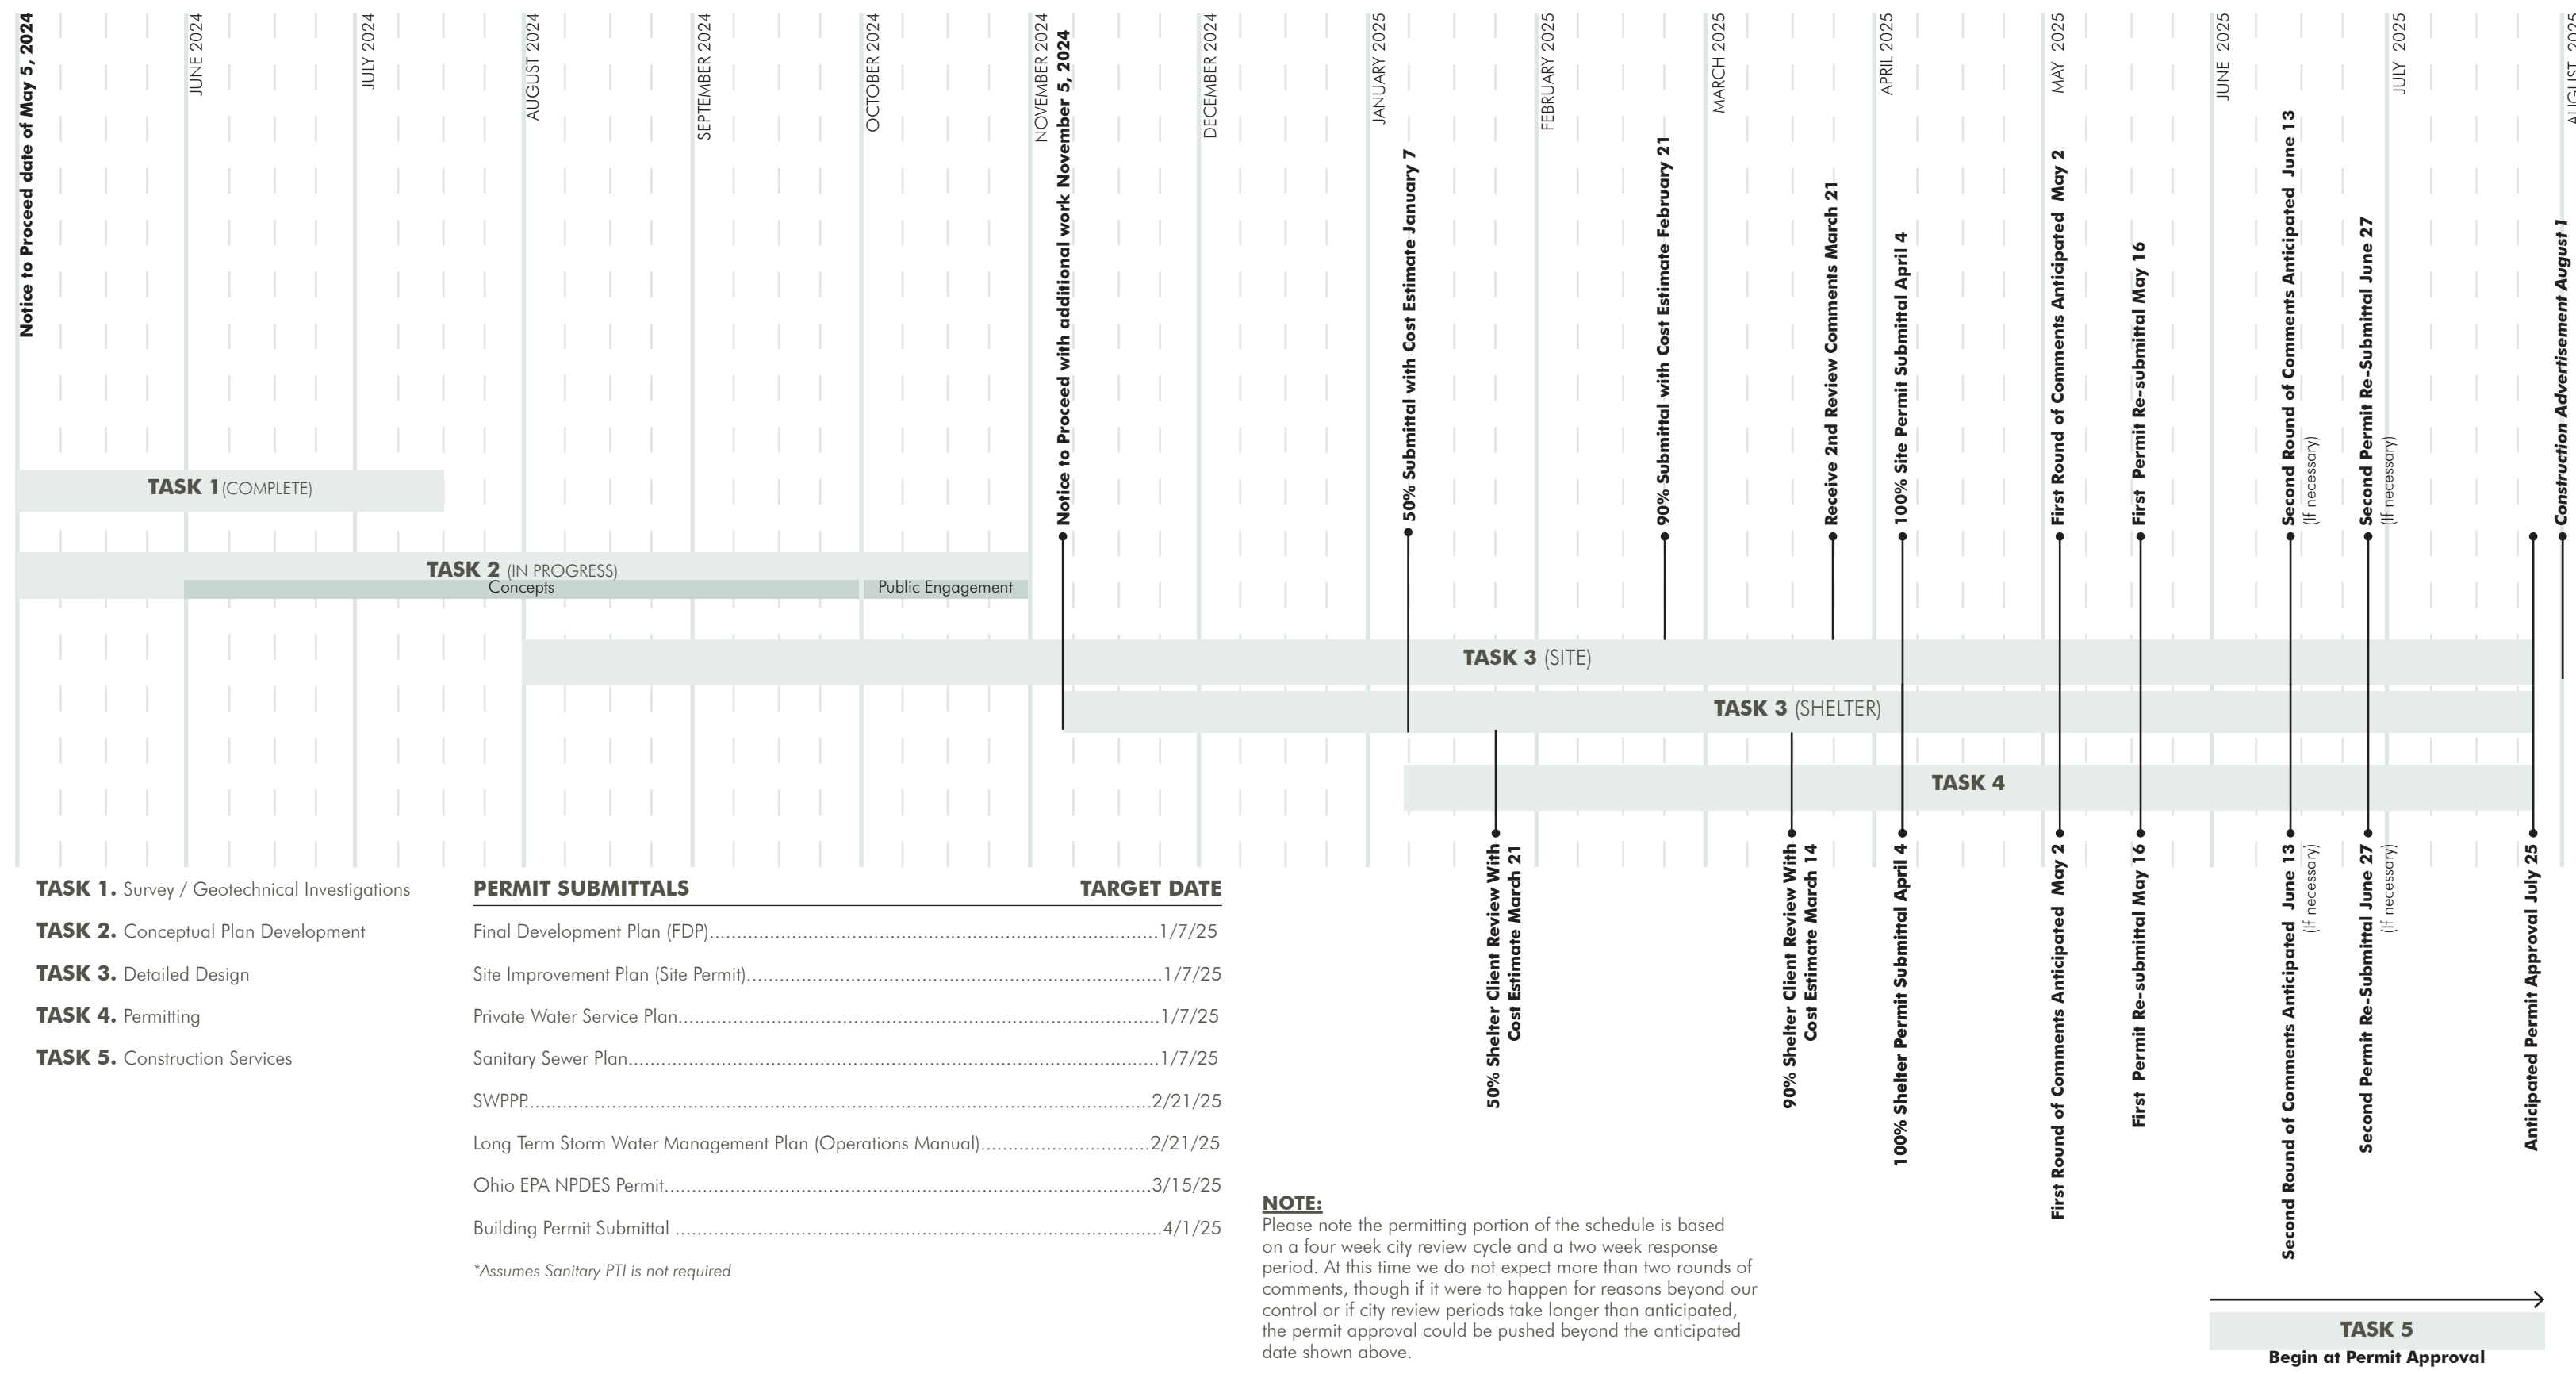 Notice to Proceed date of May 5, 2024
JUNE 2024
JULY 2024
AUGUST 2024
SEPTEMBER 2024
OCTOBER 2024
NOVEMBER 2024
Notice to Proceed with additional work November 5, 2024
DECEMBER 2024
JANUARY 2025
50% Submittal with Cost Estimate January 7
FEBRUARY 2025
90% Submittal with Cost Estimate February 21
MARCH 2025
Receive 2nd Review Comments March 21
APRIL 2025
100% Site Permit Submittal April 4
MAY 2025
First Round of Comments Anticipated May 2
First Permit Re-submittal May 16
JUNE 2025
Second Round of Comments Anticipated June 13
(If necessary)
Second Permit Re-Submittal June 27
(If necessary)
JULY 2025
Construction Advertisement August 1
AUGUST 2025
TASK 1 (COMPLETE)
TASK 2 (IN PROGRESS)
Concepts
Public Engagement
TASK 3 (SITE)
TASK 3 (SHELTER)
TASK 4
50% Shelter Client Review With
Cost Estimate March 21
90% Shelter Client Review With
Cost Estimate March 14
100% Shelter Permit Submittal April 4
First Round of Comments Anticipated May 2
First Permit Re-submittal May 16
Second Round of Comments Anticipated June 13
(If necessary)
Second Permit Re-Submittal June 27
(If necessary)
Anticipated Permit Approval July 25
TASK 1. Survey / Geotechnical Investigations
TASK 2. Conceptual Plan Development
TASK 3. Detailed Design
TASK 4. Permitting
TASK 5. Construction Services
PERMIT SUBMITTALS TARGET DATE
Final Development Plan (FDP)...1/7/25
Site Improvement Plan (Site Permit)...1/7/25
Private Water Service Plan...1/7/25
Sanitary Sewer Plan...1/7/25
SWPPP...2/21/25
Long Term Storm Water Management Plan (Operations Manual)...2/21/25
Ohio EPA NPDES Permit...3/15/25
Building Permit Submittal ...4/1/25
*Assumes Sanitary PTI is not required
NOTE:
Please note the permitting portion of the schedule is based
on a four week city review cycle and a two week response
period. At this time we do not expect more than two rounds of
comments, though if it were to happen for reasons beyond our
control or if city review periods take longer than anticipated,
the permit approval could be pushed beyond the anticipated
date shown above.
TASK 5
Begin at Permit Approval